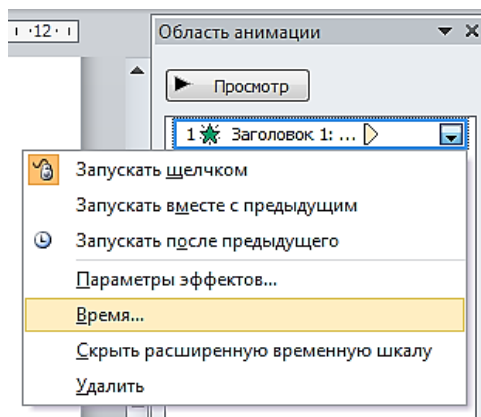 ·12·
Область анимации
Просмотр
1 Заголовок 1: ...
Запускать щелчком
Запускать вместе с предыдущим
Запускать после предыдущего
Параметры эффектов...
Время...
Скрыть расширенную временную шкалу
Удалить